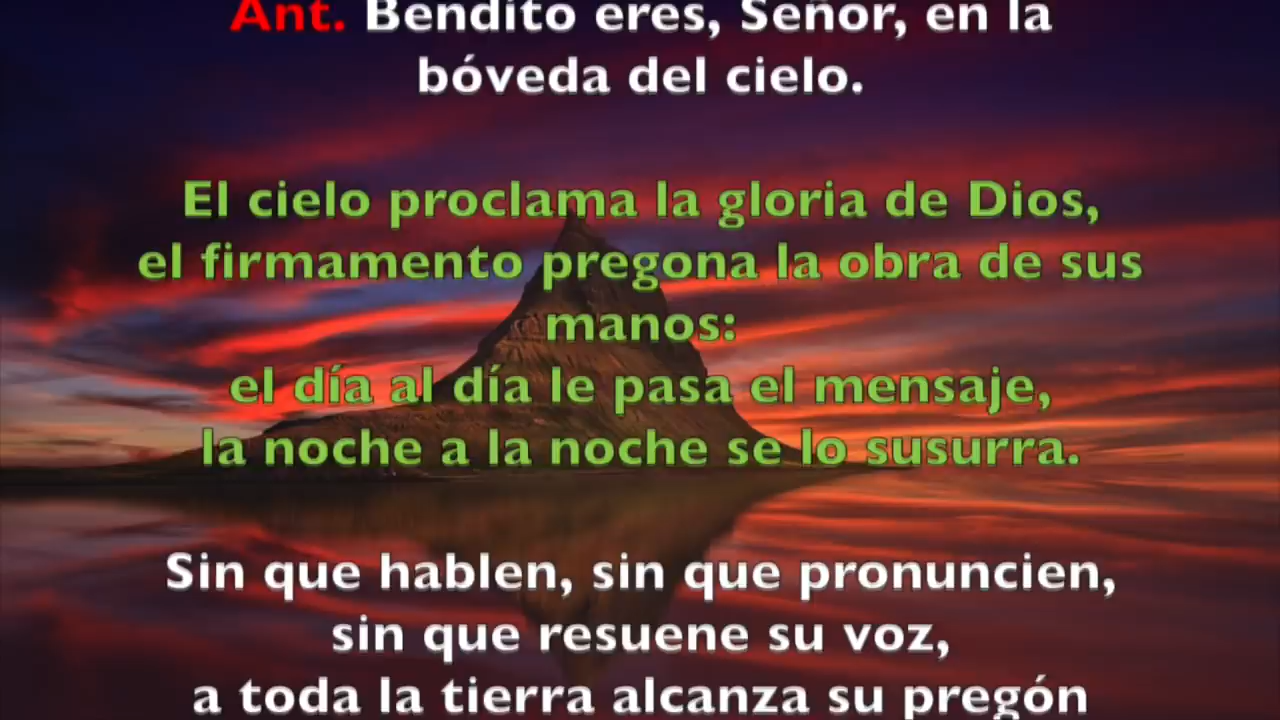 Ant. Bendito eres, Señor, en la
bóveda del cielo.
El cielo proclama la gloria de Dios,
el firmamento pregona la obra de sus
manos:
el día al día le pasa el mensaje,
la noche a la noche se lo susurra.
Sin que hablen, sin que pronuncien,
sin que resuene su voz,
a toda la tierra alcanza su pregón